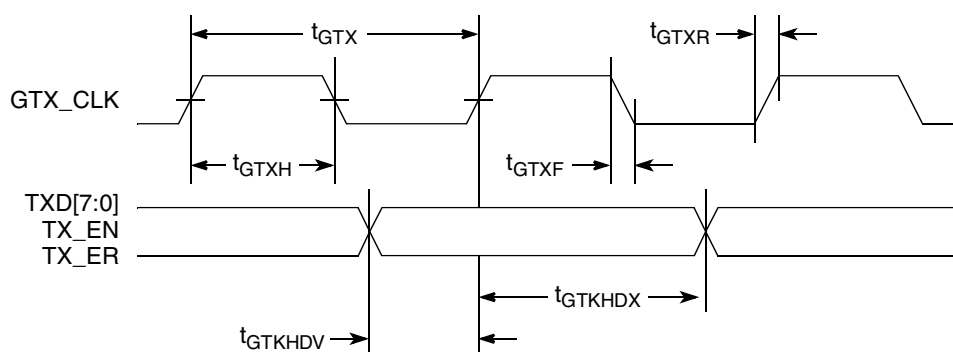 tGTX
tGTXR
GTX_CLK
tGTXH
tGTXF
TXD[7:0]
TX_EN
TX_ER
tGTKHDX
tGTKHDV